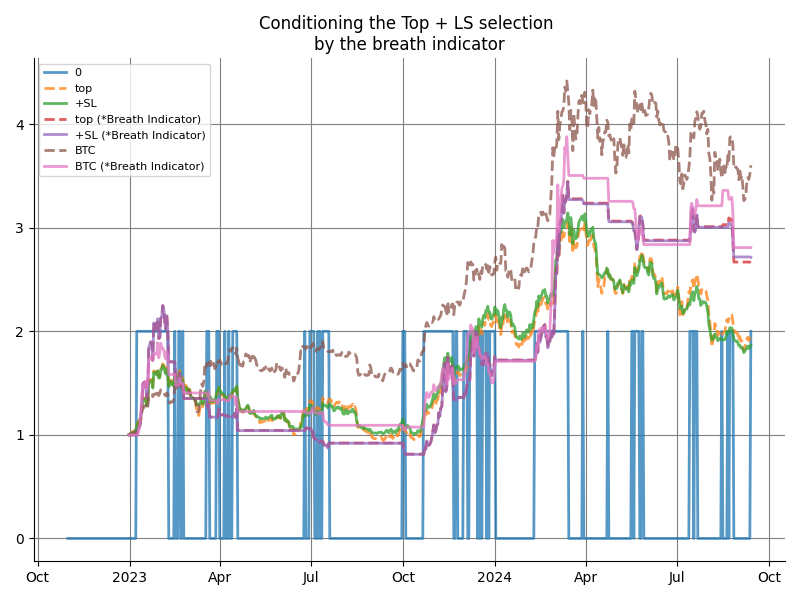 Conditioning the Top + LS selection
by the breath indicator
0
top
+SL
top (*Breath Indicator)
+SL (*Breath Indicator)
BTC
BTC (*Breath Indicator)
4
3
2
1
0
Oct
2023
Apr
Jul
Oct
2024
Apr
Jul
Oct